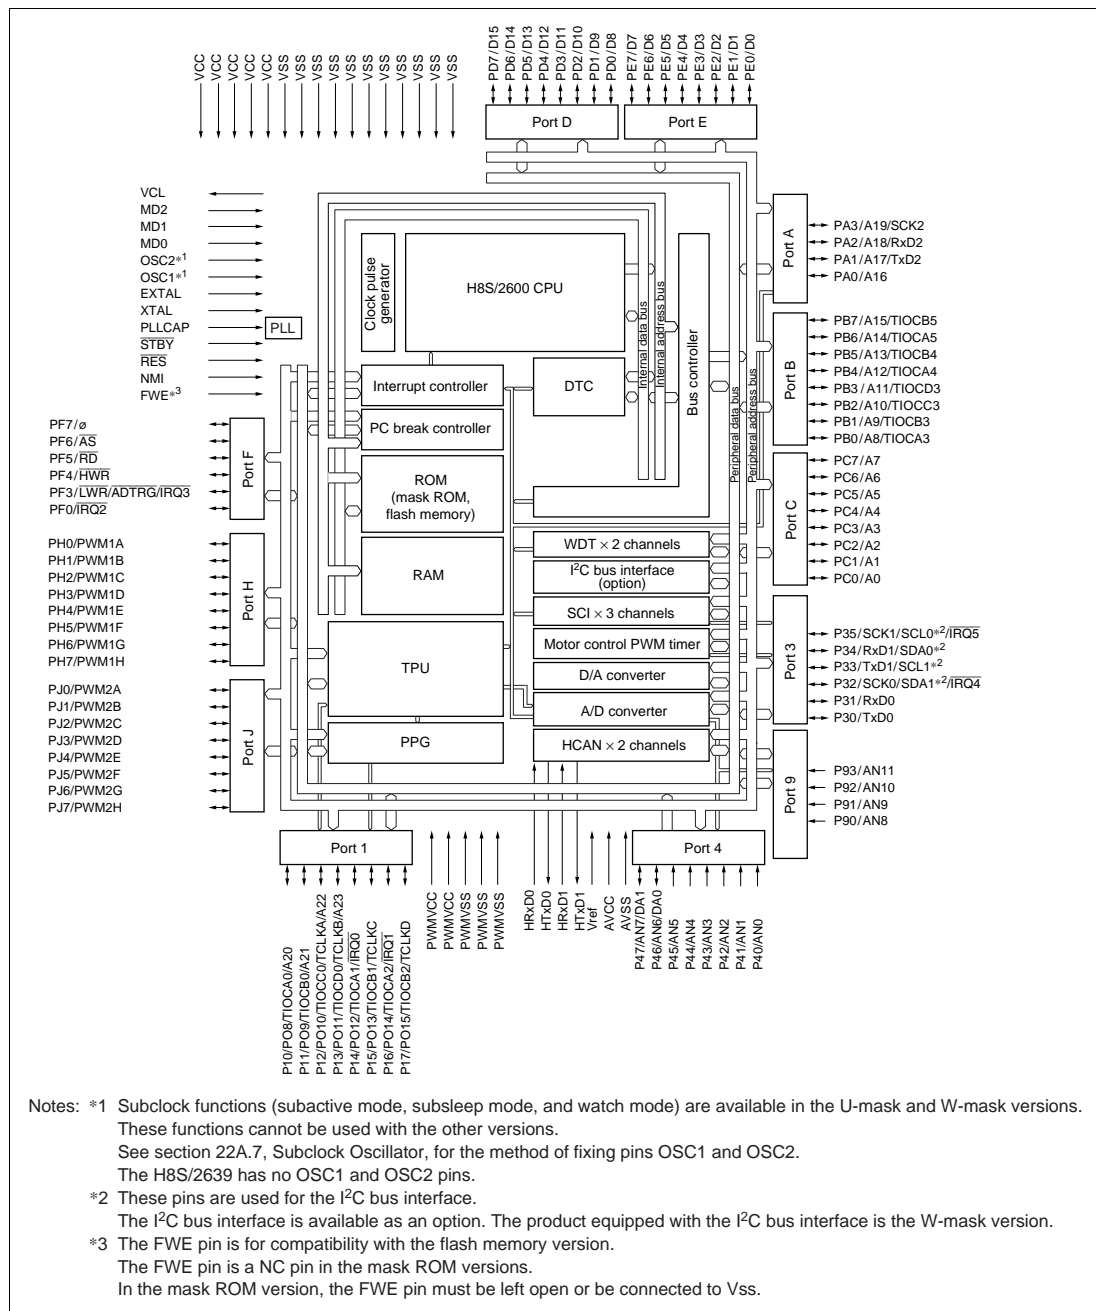 VCC
VCC
VCC
VCC
VCC
VSS
VSS
VSS
VSS
VSS
VSS
VSS
VSS
VSS
VSS
VSS
PD7/D15
PD6/D14
PD5/D13
PD4/D12
PD3/D11
PD2/D10
PD1/D9
PD0/D8
PE7/D7
PE6/D6
PE5/D5
PE4/D4
PE3/D3
PE2/D2
PE1/D1
PE0/D0
Port D
Port E
VCL
MD2
MD1
MD0
OSC2*1
OSC1*1
EXTAL
XTAL
PLLCAP
STBY
RES
NMI
FWE*3
PLL
Clock pulse
generator
H8S/2600 CPU
Interrupt controller
PC break controller
DTC
ROM
(mask ROM,
flash memory)
RAM
TPU
PPG
Internal data bus
Internal address bus
Bus controller
Peripheral data bus
Peripheral address bus
WDT × 2 channels
I2C bus interface
(option)
SCI × 3 channels
Motor control PWM timer
D/A converter
A/D converter
HCAN × 2 channels
Port A
PA3/A19/SCK2
PA2/A18/RxD2
PA1/A17/TxD2
PA0/A16
Port B
PB7/A15/TIOCB5
PB6/A14/TIOCA5
PB5/A13/TIOCB4
PB4/A12/TIOCA4
PB3/A11/TIOCD3
PB2/A10/TIOCC3
PB1/A9/TIOCB3
PB0/A8/TIOCA3
Port C
PC7/A7
PC6/A6
PC5/A5
PC4/A4
PC3/A3
PC2/A2
PC1/A1
PC0/A0
Port 3
P35/SCK1/SCL0*2/IRQ5
P34/RxD1/SDA0*2
P33/TxD1/SCL1*2
P32/SCK0/SDA1*2/IRQ4
P31/RxD0
P30/TxD0
Port 9
P93/AN11
P92/AN10
P91/AN9
P90/AN8
PF7/ø
PF6/AS
PF5/RD
PF4/HWR
PF3/LWR/ADTRG/IRQ3
PF0/IRQ2
Port F
PH0/PWM1A
PH1/PWM1B
PH2/PWM1C
PH3/PWM1D
PH4/PWM1E
PH5/PWM1F
PH6/PWM1G
PH7/PWM1H
Port H
PJ0/PWM2A
PJ1/PWM2B
PJ2/PWM2C
PJ3/PWM2D
PJ4/PWM2E
PJ5/PWM2F
PJ6/PWM2G
PJ7/PWM2H
Port J
Port 1
Port 4
P10/PO8/TIOCA0/A20
P11/PO9/TIOCB0/A21
P12/PO10/TIOCC0/TCLKA/A22
P13/PO11/TIOCD0/TCLKB/A23
P14/PO12/TIOCA1/IRQ0
P15/PO13/TIOCB1/TCLKC
P16/PO14/TIOCA2/IRQ1
P17/PO15/TIOCB2/TCLKD
PWMVCC
PWMVCC
PWMVSS
PWMVSS
PWMVSS
HRxD0
HTxD0
HRxD1
HTxD1
Vref
AVCC
AVSS
P47/AN7/DA1
P46/AN6/DA0
P45/AN5
P44/AN4
P43/AN3
P42/AN2
P41/AN1
P40/AN0
Notes: *1 Subclock functions (subactive mode, subsleep mode, and watch mode) are available in the U-mask and W-mask versions.
These functions cannot be used with the other versions.
See section 22A.7, Subclock Oscillator, for the method of fixing pins OSC1 and OSC2.
The H8S/2639 has no OSC1 and OSC2 pins.
*2 These pins are used for the I2C bus interface.
The I2C bus interface is available as an option. The product equipped with the I2C bus interface is the W-mask version.
*3 The FWE pin is for compatibility with the flash memory version.
The FWE pin is a NC pin in the mask ROM versions.
In the mask ROM version, the FWE pin must be left open or be connected to Vss.